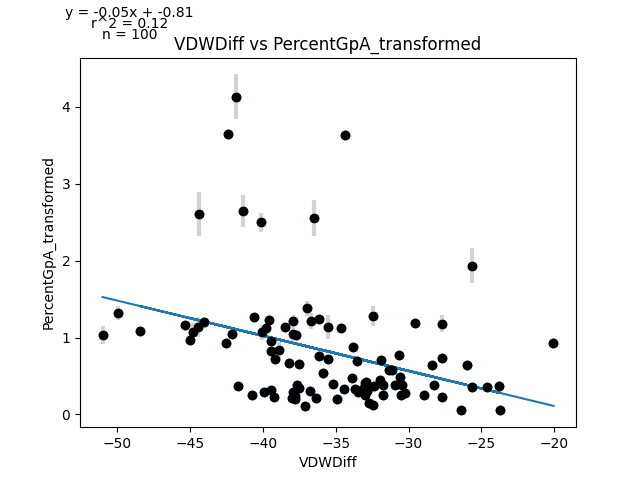 y = -0.05x + -0.81
r^2 = 0.12
n = 100
VDWDiff vs PercentGpA_transformed
PercentGpA_transformed
4
3
2
1
0
−50
−45
−40
−35
−30
−25
−20
VDWDiff